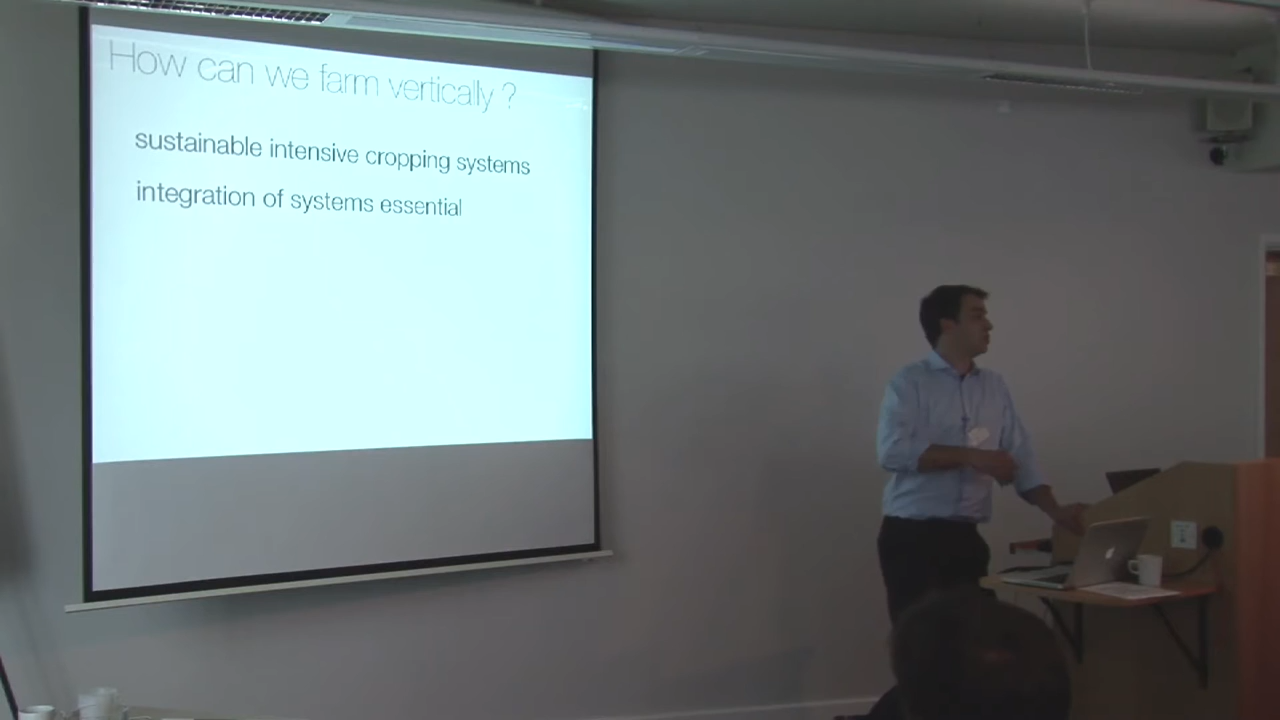 How can we farm vertically ?
sustainable intensive cropping systems
integration of systems essential